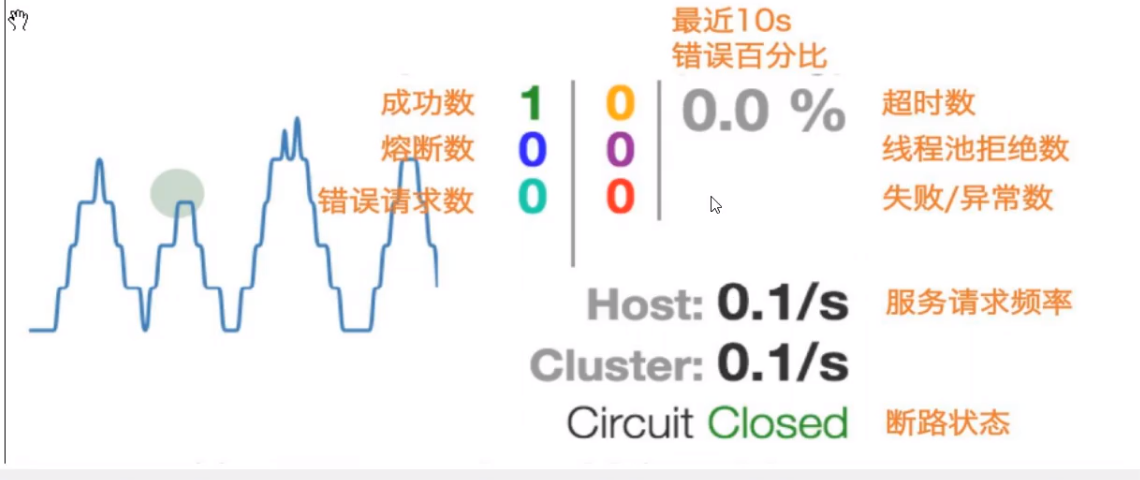 最近10s
错误百分比
成功数 1 0 0.0 % 超时数
熔断数 0 0 线程池拒绝数
错误请求数 0 0 失败/异常数
Host: 0.1/s 服务请求频率
Cluster: 0.1/s
Circuit Closed 断路状态